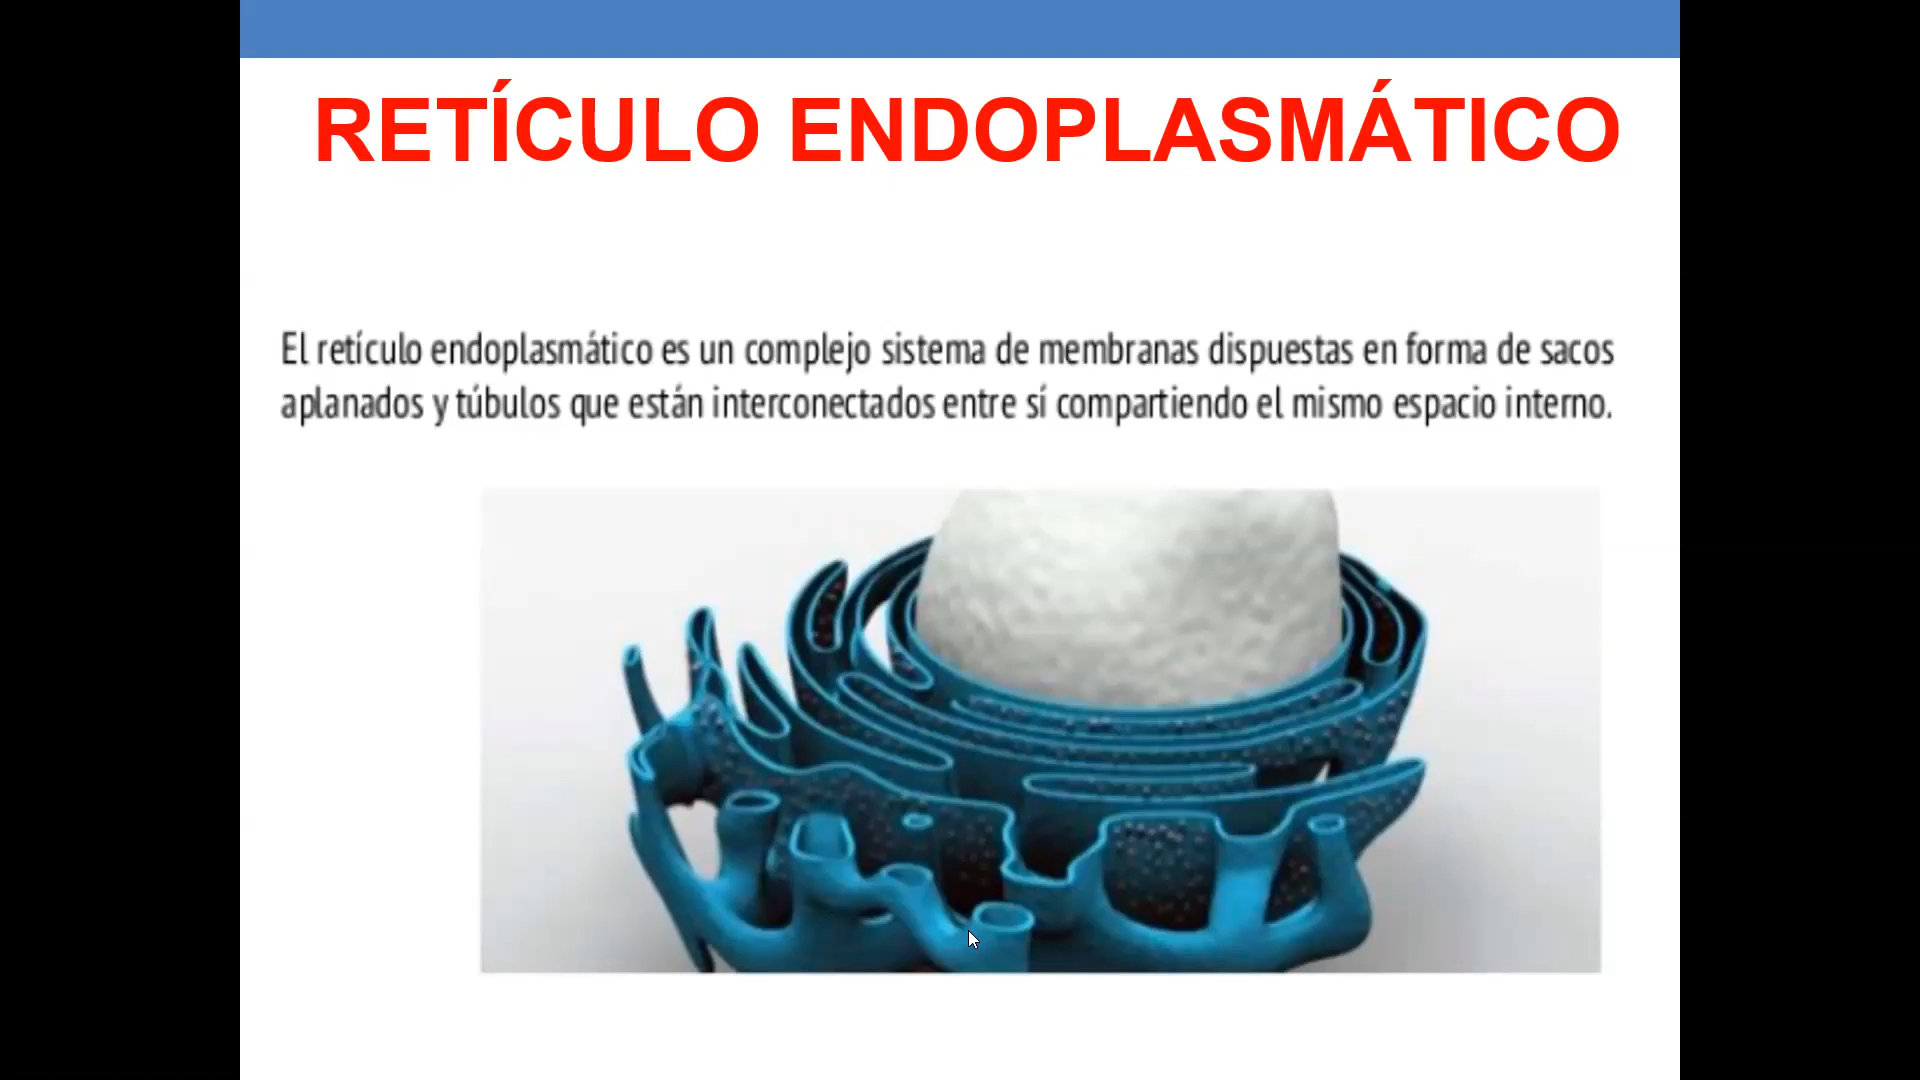 RETÍCULO ENDOPLASMÁTICO
El retículo endoplasmático es un complejo sistema de membranas dispuestas en forma de sacos
aplanados y túbulos que están interconectados entre sí compartiendo el mismo espacio interno.